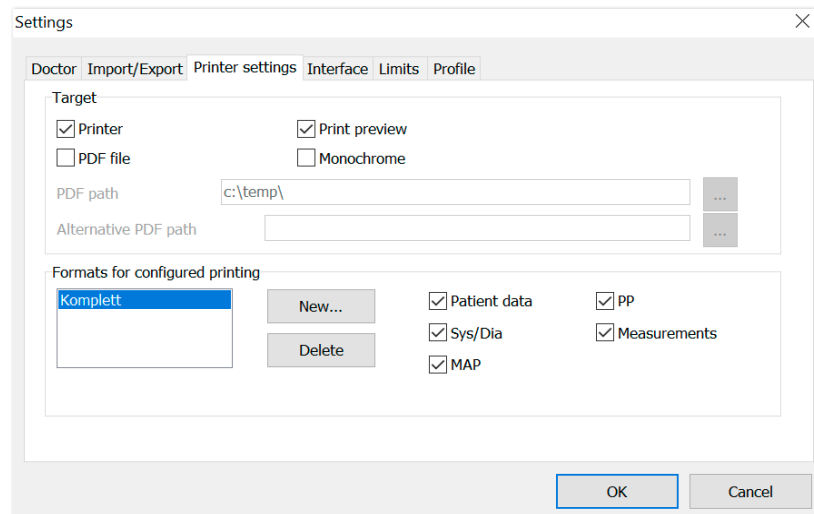 Settings
Doctor Import/Export Printer settings Interface Limits Profile
Target
Printer Print preview
PDF file Monochrome
PDF path c:\temp\ ...
Alternative PDF path ...
Formats for configured printing
Komplett New... Patient data PP
Sys/Dia Measurements
Delete
MAP
OK Cancel